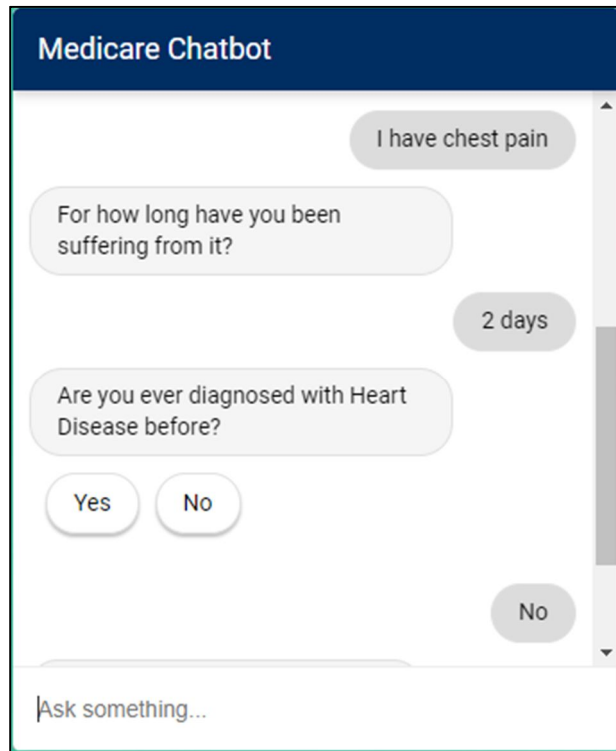 Medicare Chatbot
I have chest pain
For how long have you been
suffering from it?
2 days
Are you ever diagnosed with Heart
Disease before?
Yes No
No
Ask something...